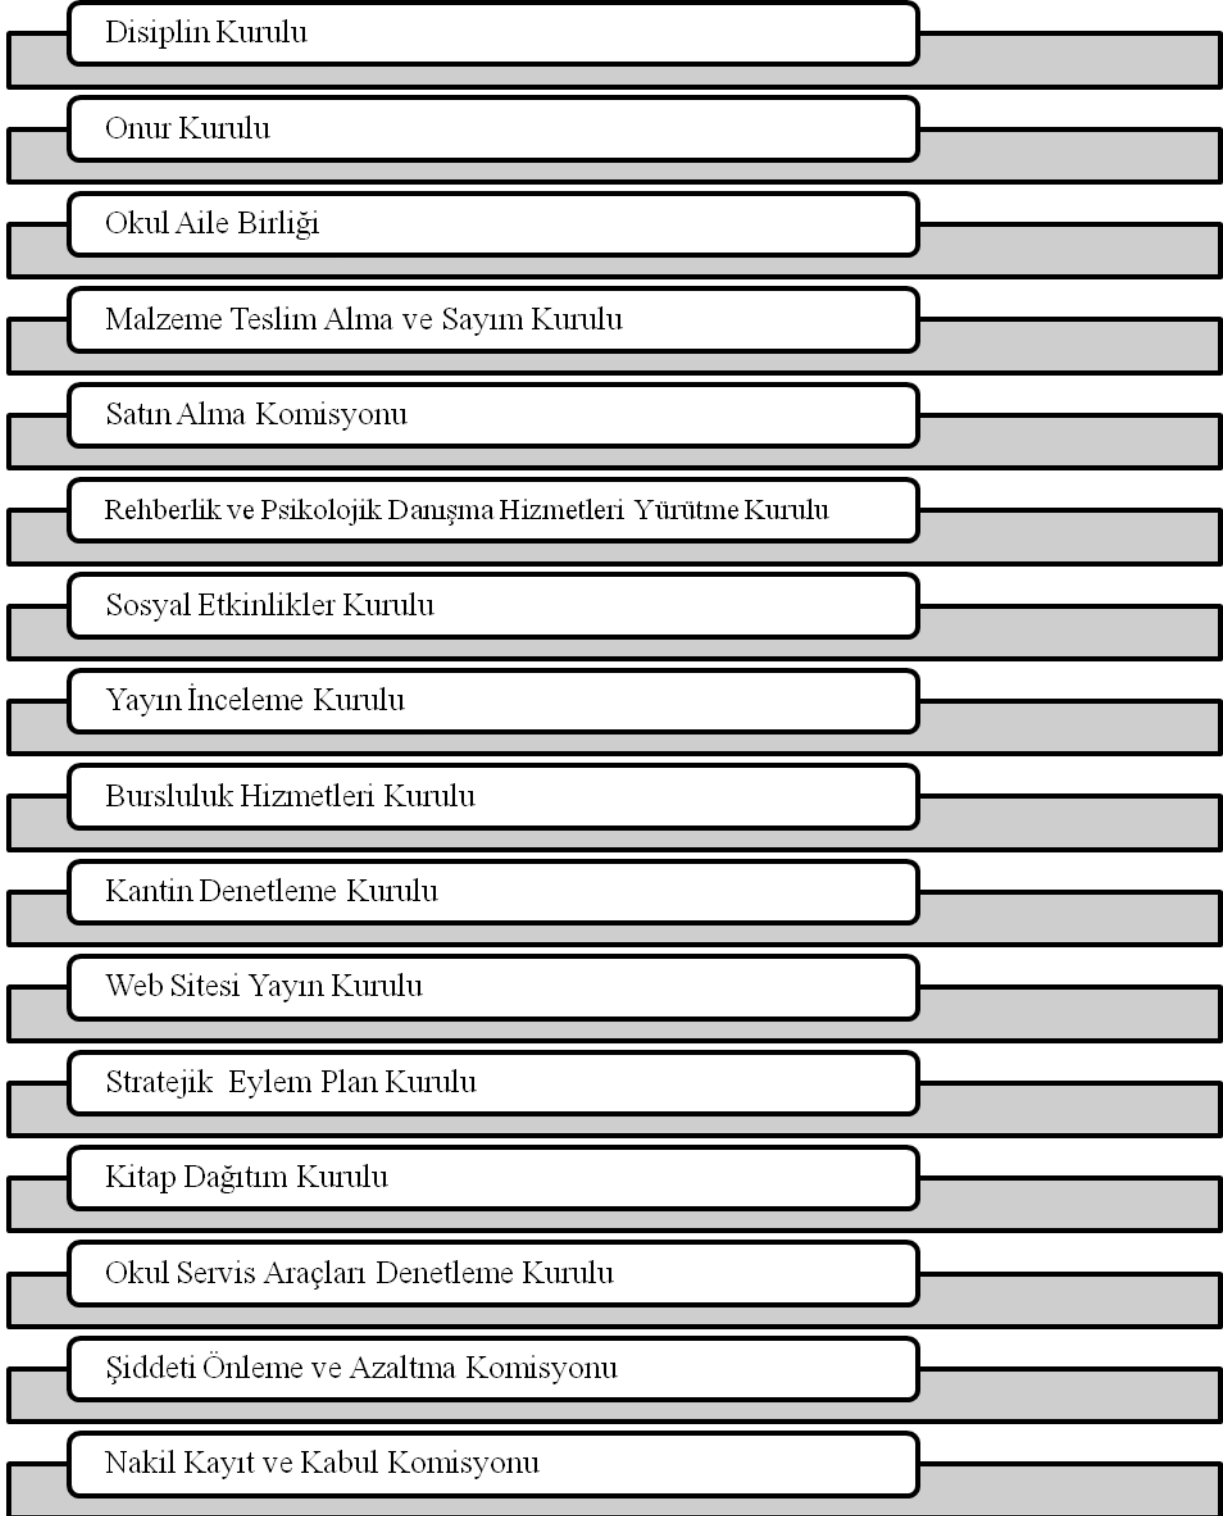 Disiplin Kurulu
Onur Kurulu
Okul Aile Birliği
Malzeme Teslim Alma ve Sayım Kurulu
Satın Alma Komisyonu
Rehberlik ve Psikolojik Danışma Hizmetleri Yürütme Kurulu
Sosyal Etkinlikler Kurulu
Yayın İnceleme Kurulu
Bursluluk Hizmetleri Kurulu
Kantin Denetleme Kurulu
Web Sitesi Yayın Kurulu
Stratejik Eylem Plan Kurulu
Kitap Dağıtım Kurulu
Okul Servis Araçları Denetleme Kurulu
Şiddeti Önleme ve Azaltma Komisyonu
Nakil Kayıt ve Kabul Komisyonu